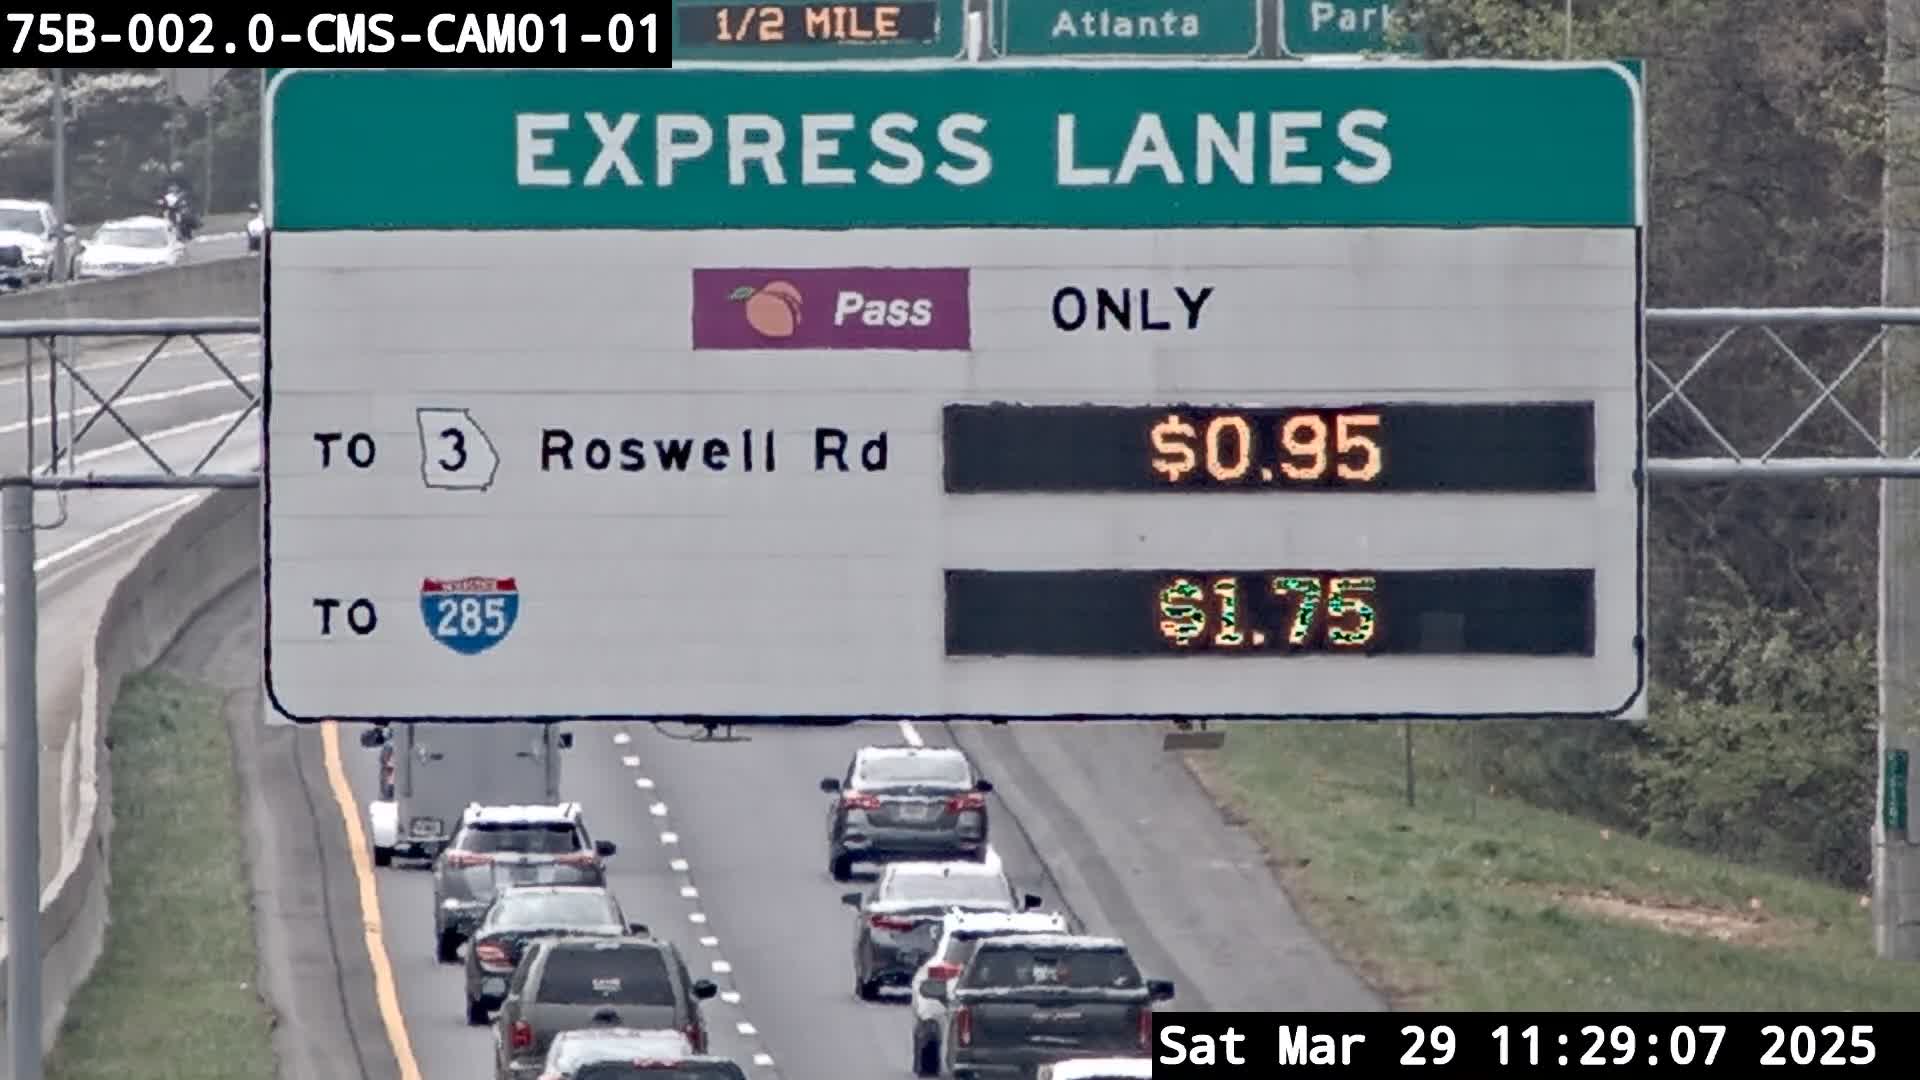 75B-002.0-CMS-CAM01-01
1/2 MILE
Atlanta
Park
EXPRESS LANES
Pass ONLY
TO 3 Roswell Rd $0.95
TO INTERSTATE 285 $1.75
Sat Mar 29 11:29:07 2025